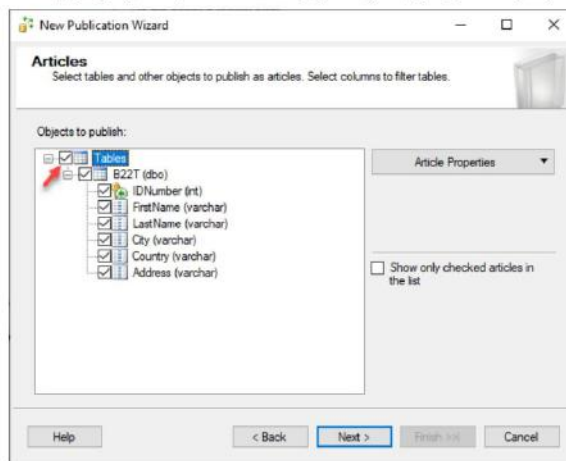 New Publication Wizard
Articles
Select tables and other objects to publish as articles. Select columns to filter tables.
Objects to publish:
Tables
B22T (dbo)
IDNumber (int)
FirstName (varchar)
LastName (varchar)
City (varchar)
Country (varchar)
Address (varchar)
Article Properties
Show only checked articles in
the list
Help
< Back
Next >
Finish >>|
Cancel